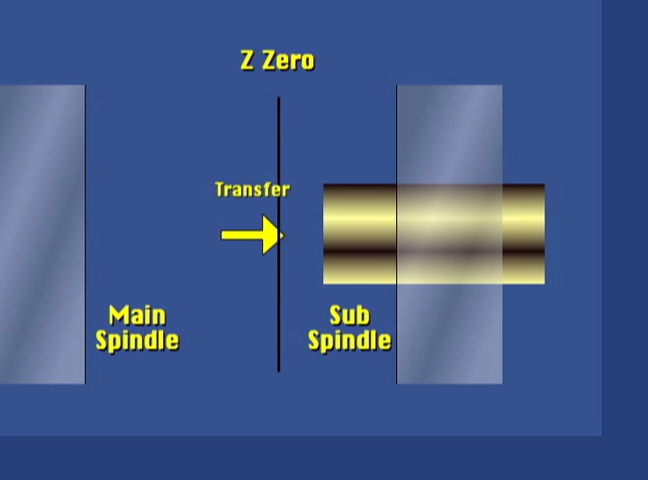 Z Zero
Transfer
Main
Spindle
Sub
Spindle